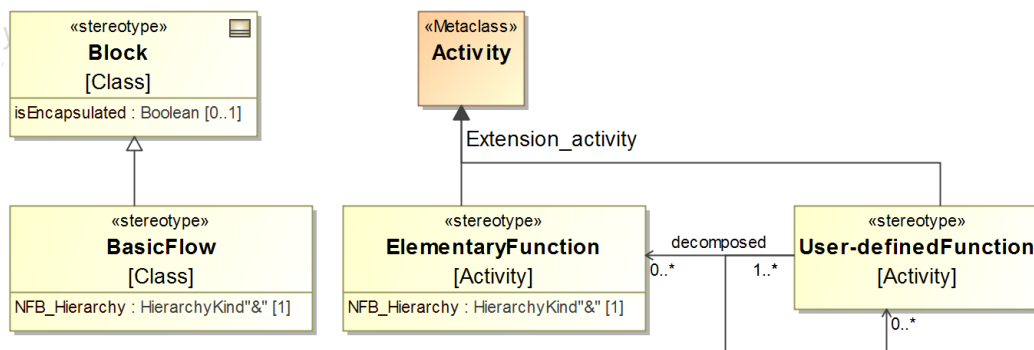 «stereotype»
Block
[Class]
isEncapsulated : Boolean [0..1]
«Metaclass»
Activity
Extension_activity
«stereotype»
BasicFlow
[Class]
NFB_Hierarchy : HierarchyKind"&" [1]
«stereotype»
ElementaryFunction
[Activity]
NFB_Hierarchy : HierarchyKind"&" [1]
decomposed
0..*
1..*
«stereotype»
User-definedFunction
[Activity]
0..*